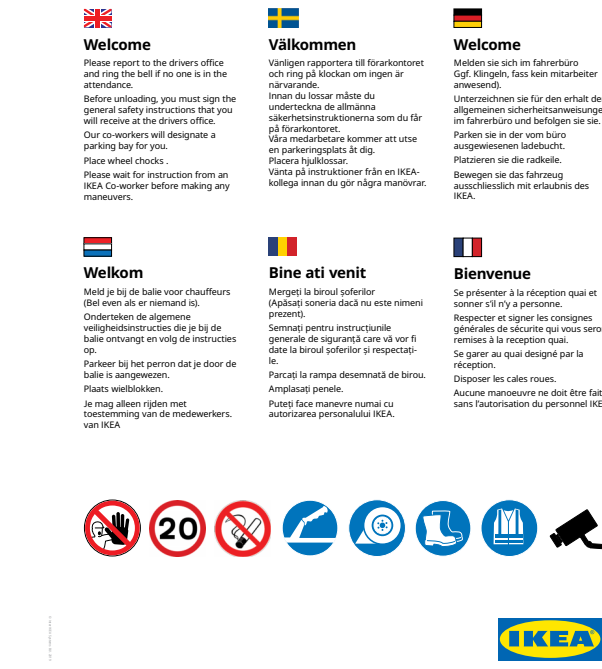 Welcome
Please report to the drivers office
and ring the bell if no one is in the
attendance.
Before unloading, you must sign the
general safety instructions that you
will receive at the drivers office.
Our co-workers will designate a
parking bay for you.
Place wheel chocks .
Please wait for instruction from an
IKEA Co-worker before making any
maneuvers.
Välkommen
Vänligen rapportera till förarkontoret
och ring på klockan om ingen är
närvarande.
Innan du lossar måste du
underteckna de allmänna
säkerhetsinstruktionerna som du får
på förarkontoret.
Våra medarbetare kommer att utse
en parkeringsplats åt dig.
Placera hjulklossar.
Vänta på instruktioner från en IKEA-
kollega innan du gör några manövrar.
Welcome
Melden sie sich im fahrerbüro
Ggf. Klingeln, fass kein mitarbeiter
anwesend).
Unterzeichnen sie für den erhalt de
allgemeinen sicherheitsanweisunge
im fahrerbüro und befolgen sie sie.
Parken sie in der vom büro
ausgewiesenen ladebucht.
Platzieren sie die radkeile.
Bewegen sie das fahrzeug
ausschliesslich mit erlaubnis des
IKEA.
Welkom
Meld je bij de balie voor chauffeurs
(Bel even als er niemand is).
Onderteken de algemene
veiligheidsinstructies die je bij de
balie ontvangt en volg de instructies
op.
Parkeer bij het perron dat je door de
balie is aangewezen.
Plaats wielblokken.
Je mag alleen rijden met
toestemming van de medewerkers.
van IKEA
Bine ati venit
Mergeți la biroul șoferilor
(Apăsați soneria dacă nu este nimeni
prezent).
Semnați pentru instrucțiunile
generale de siguranță care vă vor fi
date la biroul șoferilor și respectați-
le.
Parcați la rampa desemnată de birou.
Amplasați penele.
Puteți face manevre numai cu
autorizarea personalului IKEA.
Bienvenue
Se présenter à la réception quai et
sonner s'il n'y a personne.
Respecter et signer les consignes
générales de sécurite qui vous sero
remises à la reception quai.
Se garer au quai designé par la
réception.
Disposer les cales roues.
Aucune manoeuvre ne doit être fait
sans l'autorisation du personnel IKE
20
IKEA